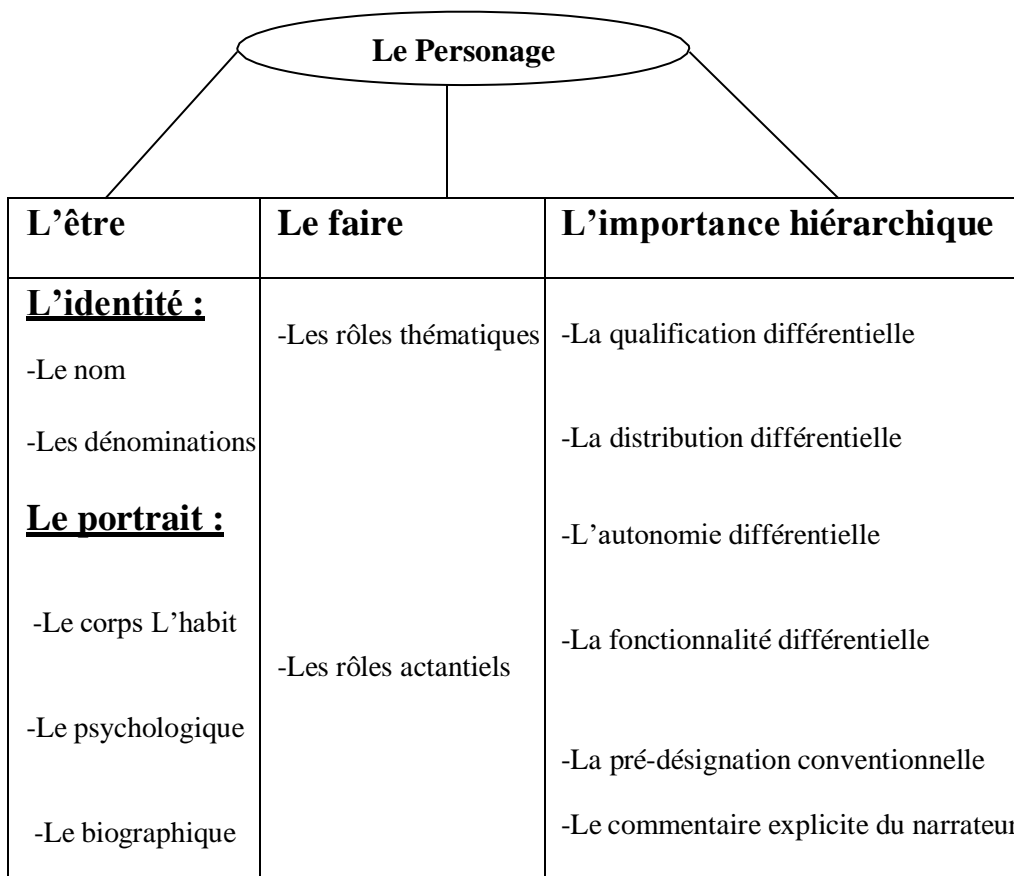 Le Personage
L’être
Le faire
L’importance hiérarchique
L’identité :
-Le nom
-Les dénominations
Le portrait :
-Le corps L’habit
-Le psychologique
-Le biographique
-Les rôles thématiques
-Les rôles actantiels
-La qualification différentielle
-La distribution différentielle
-L’autonomie différentielle
-La fonctionnalité différentielle
-La pré-désignation conventionnelle
-Le commentaire explicite du narrateur